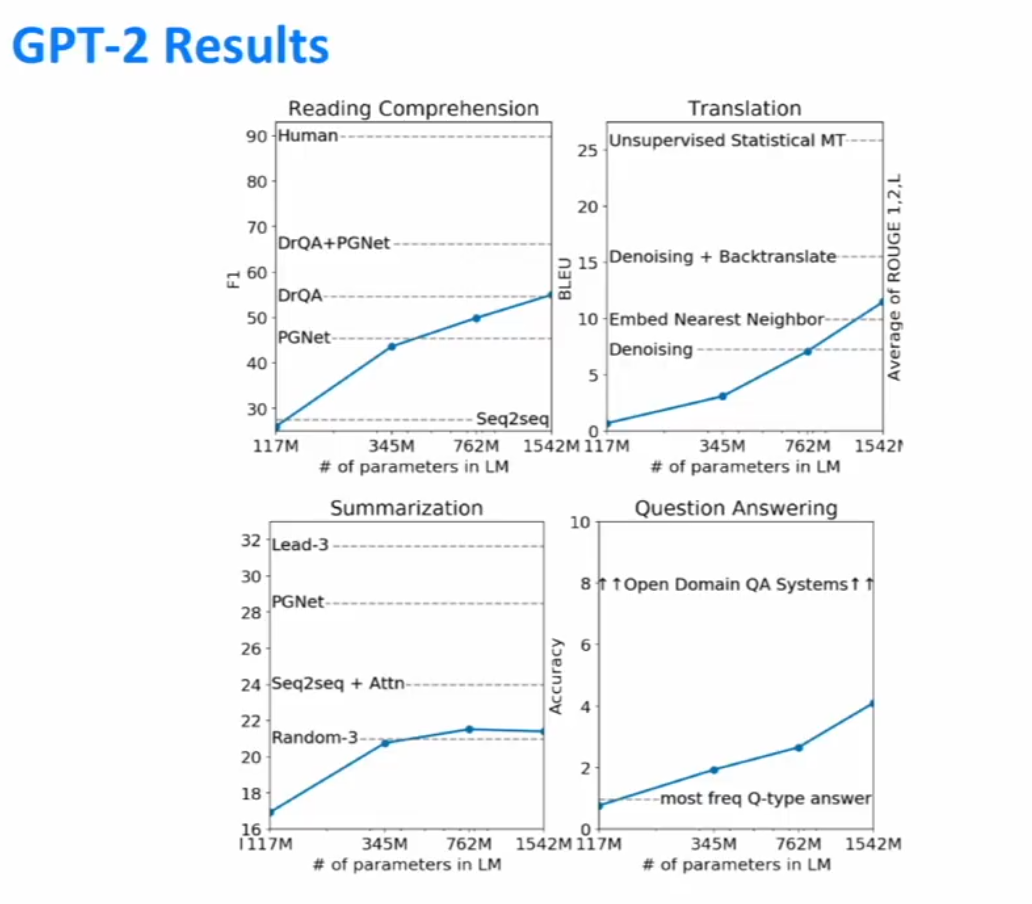 GPT-2 Results
Reading Comprehension
F1
90
80
70
60
50
40
30
Human
DrQA+PGNet
DrQA
PGNet
Seq2seq
117M 345M 762M 1542M
# of parameters in LM
Translation
BLEU
25
20
15
10
5
0
Unsupervised Statistical MT
Denoising + Backtranslate
Embed Nearest Neighbor
Denoising
117M 345M 762M 1542M
# of parameters in LM
Average of ROUGE 1,2,L
Summarization
32
30
28
26
24
22
20
18
16
Lead-3
PGNet
Seq2seq + Attn
Random-3
117M 345M 762M 1542M
# of parameters in LM
Question Answering
Accuracy
10
8
6
4
2
0
↑↑Open Domain QA Systems↑↑
most freq Q-type answer
117M 345M 762M 1542M
# of parameters in LM